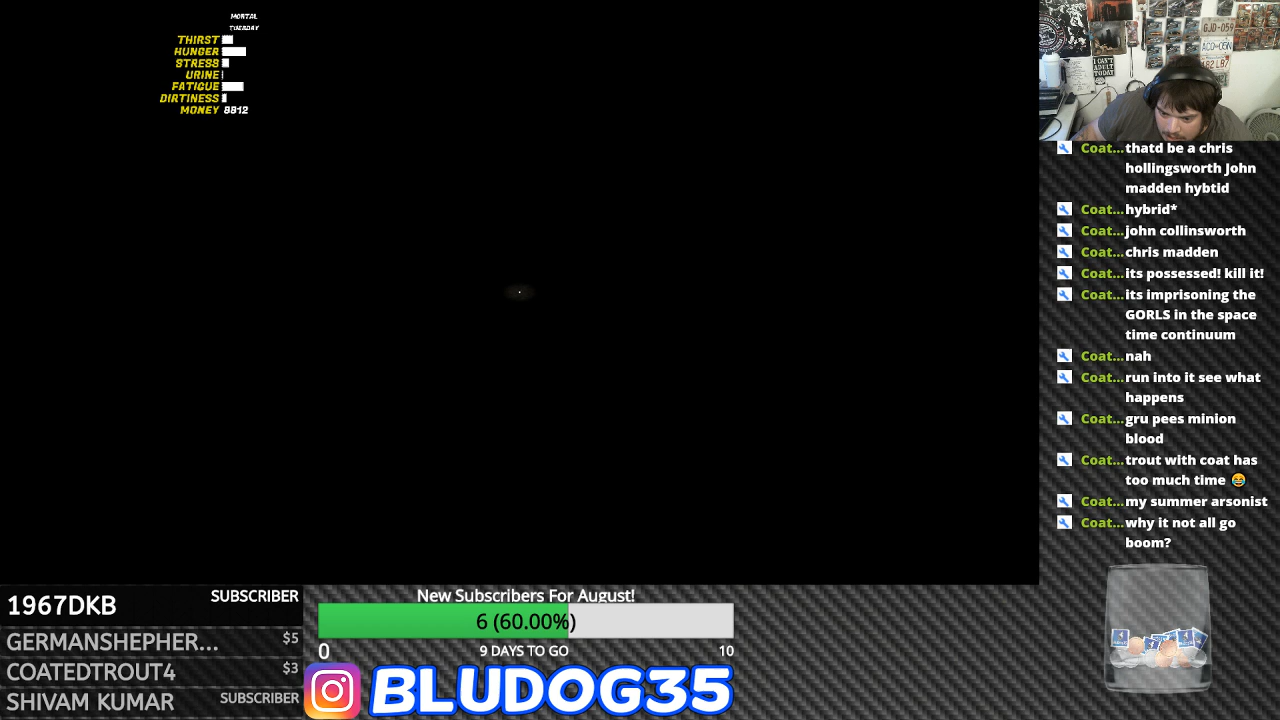 MORTAL
TUESDAY
THIRST
HUNGER
STRESS
URINE
FATIGUE
DIRTINESS
MONEY 8812
GJD-059
I CAN'T
ADULT
TODAY
Coat... thatd be a chris
hollingsworth John
madden hybtid
Coat... hybrid*
Coat... john collinsworth
Coat... chris madden
Coat... its possessed! kill it!
Coat... its imprisoning the
GORLS in the space
time continuum
Coat... nah
Coat... run into it see what
happens
Coat... gru pees minion
blood
Coat... trout with coat has
too much time 😂
Coat... my summer arsonist
Coat... why it not all go
boom?
1967DKB SUBSCRIBER
GERMANSHEPHER... $5
COATEDTROUT4 $3
SHIVAM KUMAR SUBSCRIBER
New Subscribers For August!
6 (60.00%)
0 9 DAYS TO GO 10
BLUDOG35